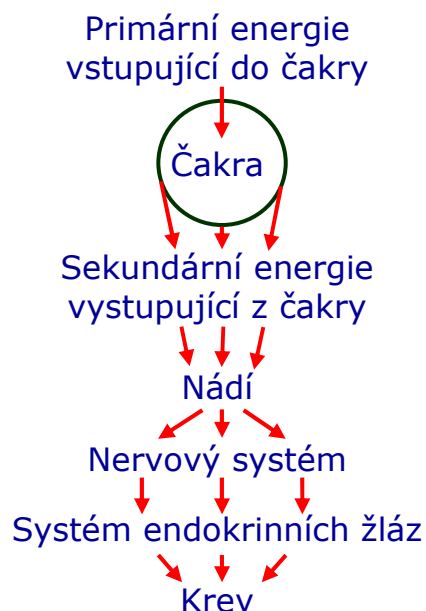 Primární energie
vstupující do čakry
Čakra
Sekundární energie
vystupující z čakry
Nádí
Nervový systém
Systém endokrinních žláz
Krev